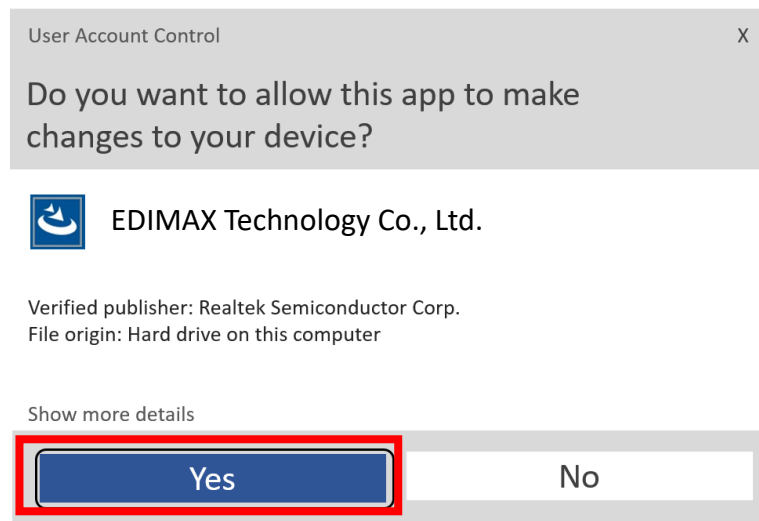 User Account Control X
Do you want to allow this app to make
changes to your device?
EDIMAX Technology Co., Ltd.
Verified publisher: Realtek Semiconductor Corp.
File origin: Hard drive on this computer
Show more details
Yes No